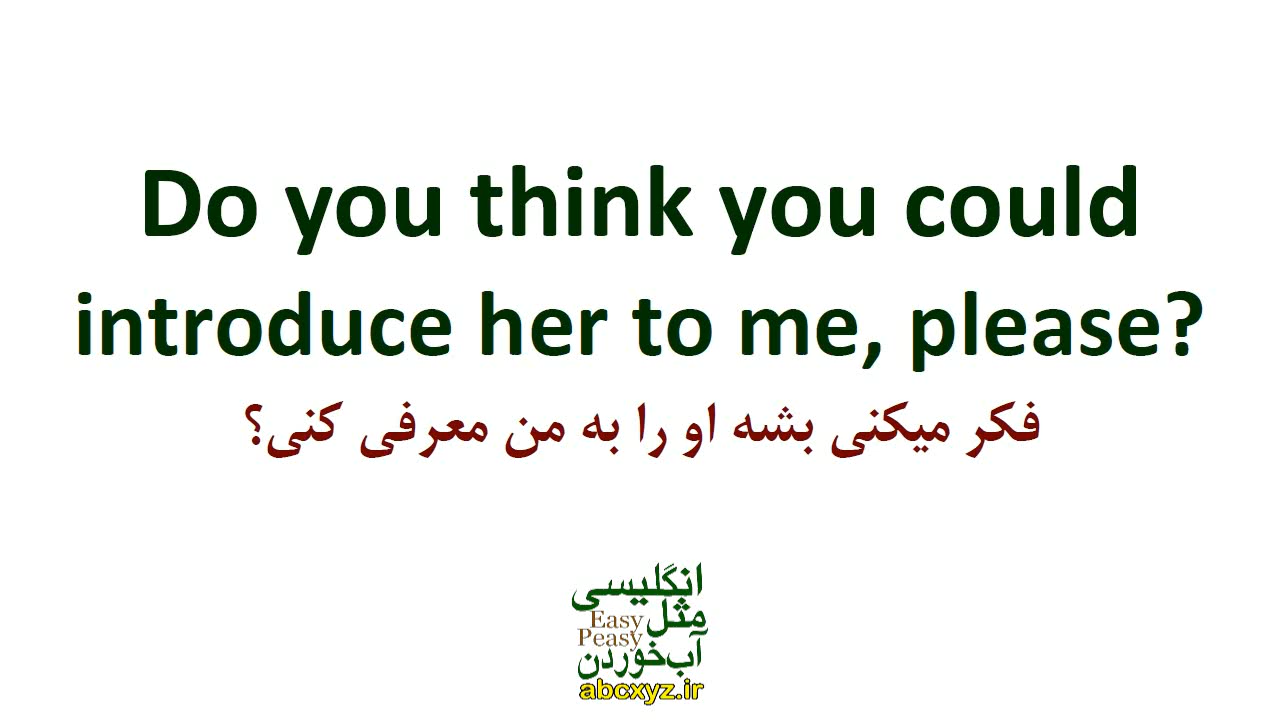 Do you think you could
introduce her to me, please?
فکر میکنی بشه او را به من معرفی کنی؟
انگلیسی
مثل
Easy
Peasy
آب خوردن
abcxyz.ir